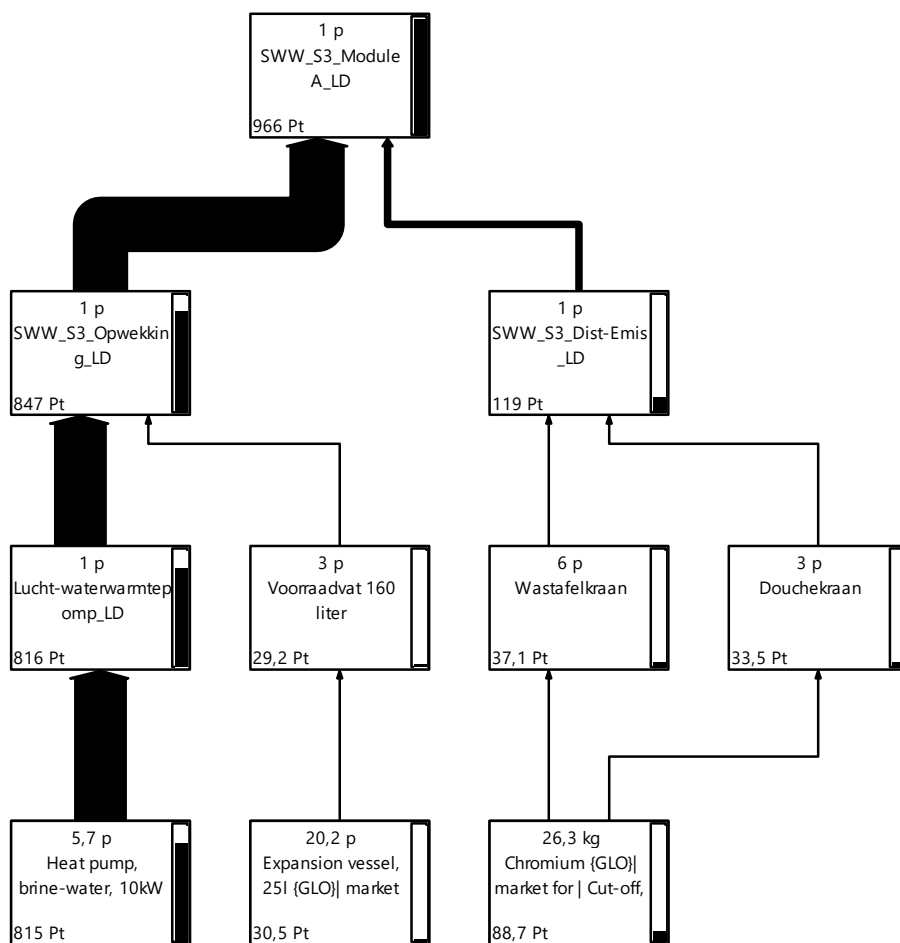 1 p
SWW_S3_Module
A_LD
966 Pt
1 p
SWW_S3_Opwekkin
g_LD
847 Pt
1 p
SWW_S3_Dist-Emis
_LD
119 Pt
1 p
Lucht-waterwarmtep
omp_LD
816 Pt
3 p
Voorraadvat 160
liter
29,2 Pt
6 p
Wastafelkraan
37,1 Pt
3 p
Douchekraan
33,5 Pt
5,7 p
Heat pump,
brine-water, 10kW
815 Pt
20,2 p
Expansion vessel,
25l {GLO}| market
30,5 Pt
26,3 kg
Chromium {GLO}|
market for | Cut-off,
88,7 Pt